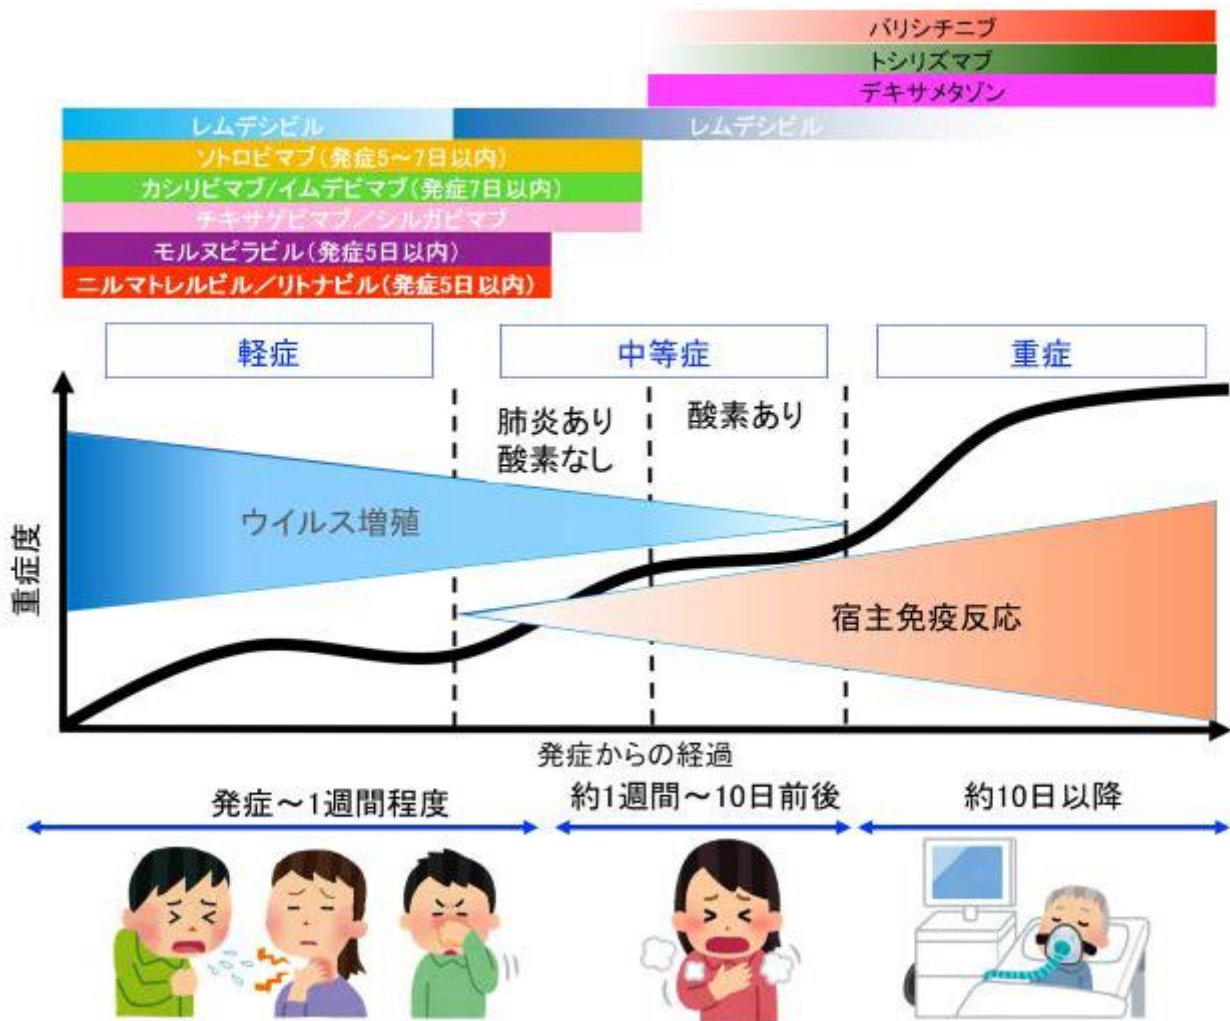 バリシチニブ
トシリズマブ
デキサメタゾン
レムデシビル
レムデシビル
ソトロビマブ(発症5～7日以内)
カシリビマブ/イムデビマブ(発症7日以内)
チキサゲビマブ／シルガビマブ
モルヌピラビル(発症5日以内)
ニルマトレルビル／リトナビル(発症5日以内)
軽症
中等症
重症
肺炎あり
酸素なし
酸素あり
ウイルス増殖
宿主免疫反応
重症度
発症からの経過
発症～1週間程度
約1週間～10日前後
約10日以降